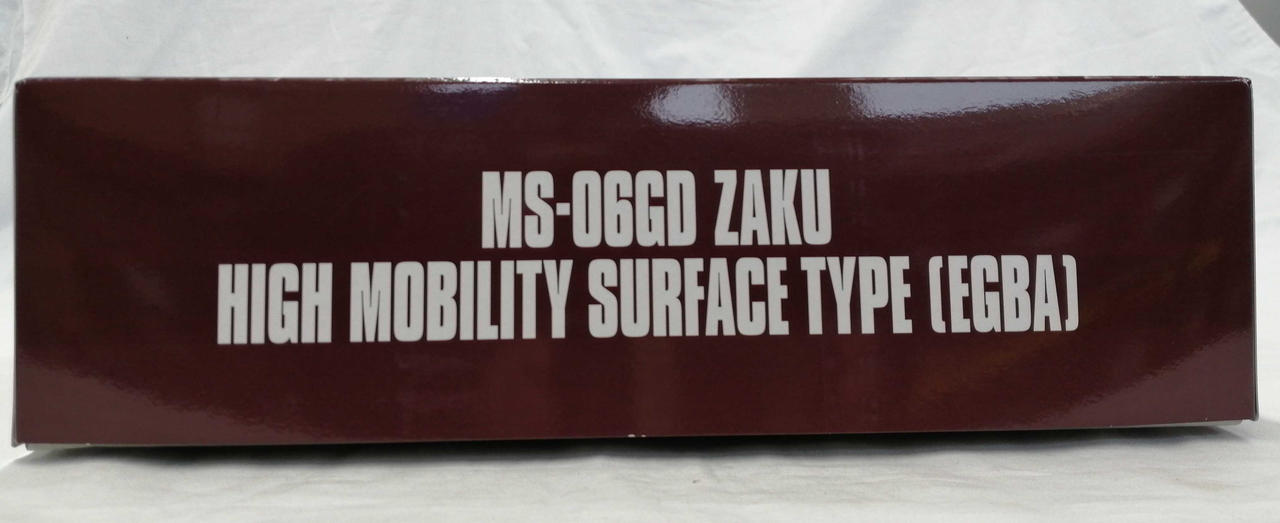 MS-06GD ZAKU
HIGH MOBILITY SURFACE TYPE (EGBA)